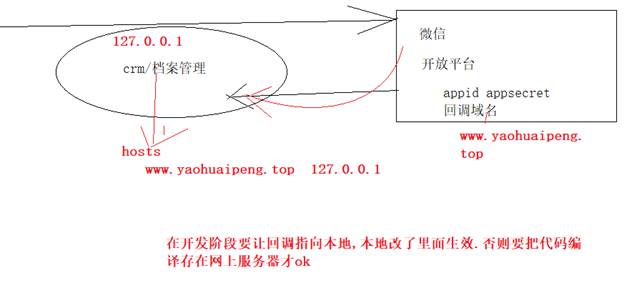 127.0.0.1
crm/档案管理
hosts
www.yaohuaipeng.top 127.0.0.1
微信
开放平台
appid appsecret
回调域名
www.yaohuaipeng.
top
在开发阶段要让回调指向本地,本地改了里面生效.否则要把代码编
译存在网上服务器才ok